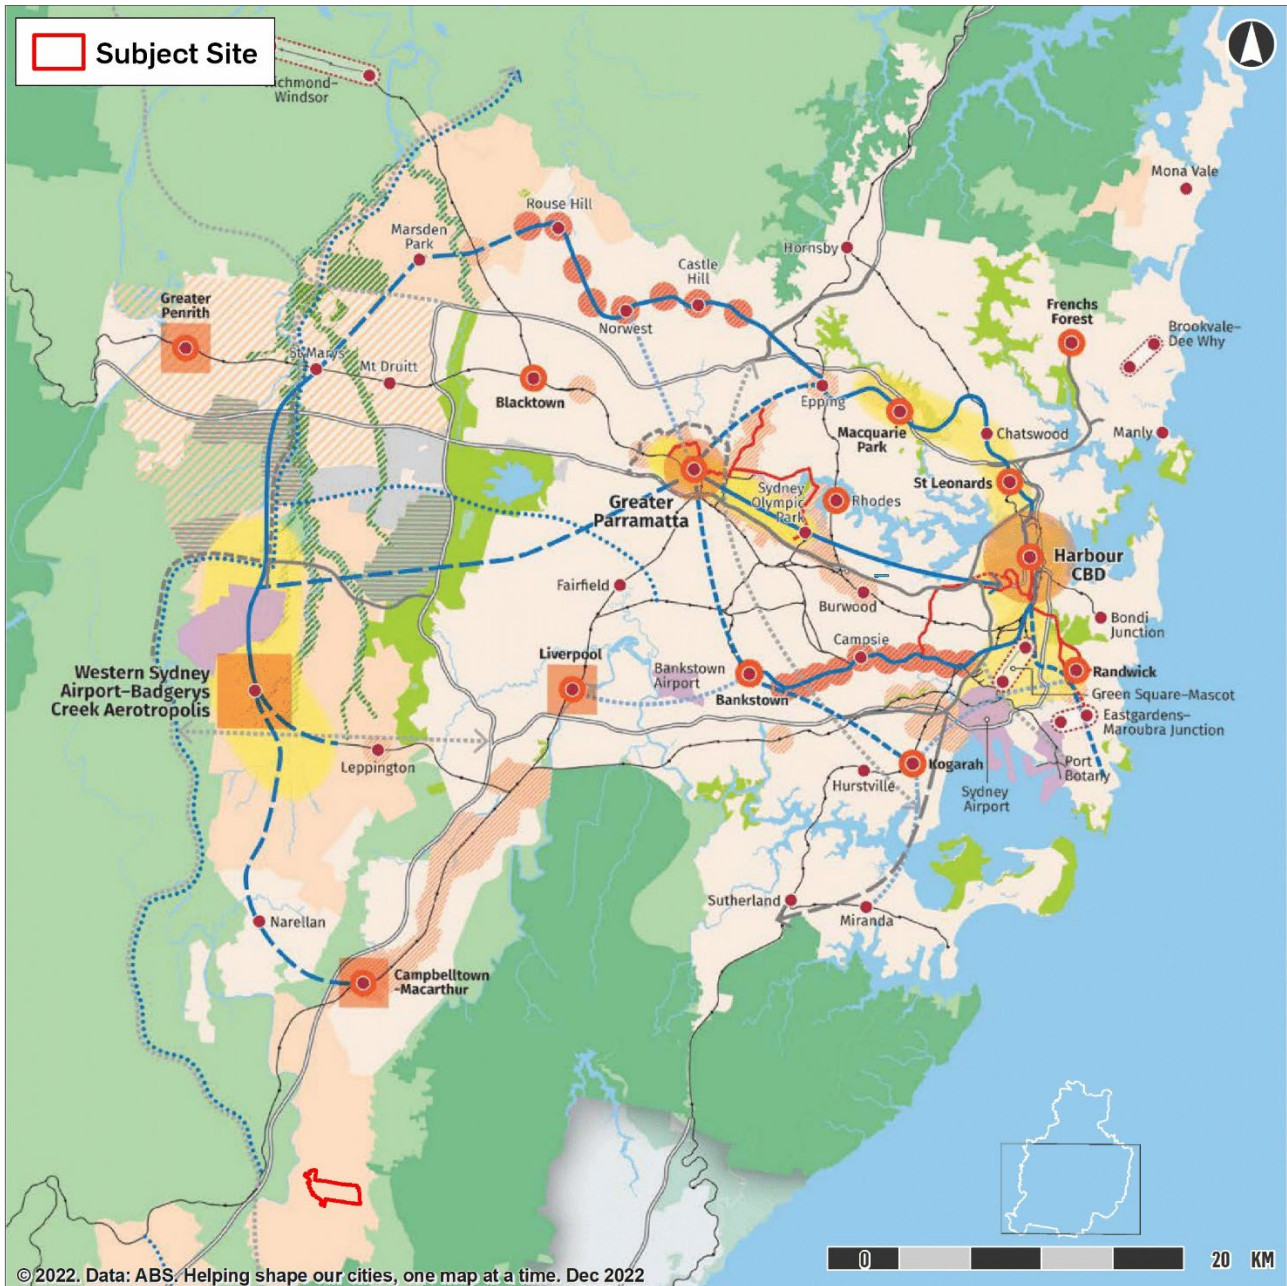 Subject Site
Richmond–
Windsor
Mona Vale
Rouse Hill
Marsden
Park
Hornsby
Castle
Hill
Greater
Penrith
Norwest
Frenchs
Forest
Brookvale–
Dee Why
St Marys
Mt Druitt
Blacktown
Epping
Macquarie
Park
Chatswood
Manly
St Leonards
Greater
Parramatta
Sydney
Olympic
Park
Rhodes
Harbour
CBD
Fairfield
Burwood
Bondi
Junction
Campsie
Liverpool
Bankstown
Airport
Western Sydney
Airport–Badgerys
Creek Aerotropolis
Bankstown
Randwick
Green Square–Mascot
Eastgardens–
Maroubra Junction
Leppington
Kogarah
Port
Botany
Hurstville
Sydney
Airport
Sutherland
Miranda
Narellan
Campbelltown
–Macarthur
0
20 KM
© 2022. Data: ABS. Helping shape our cities, one map at a time. Dec 2022